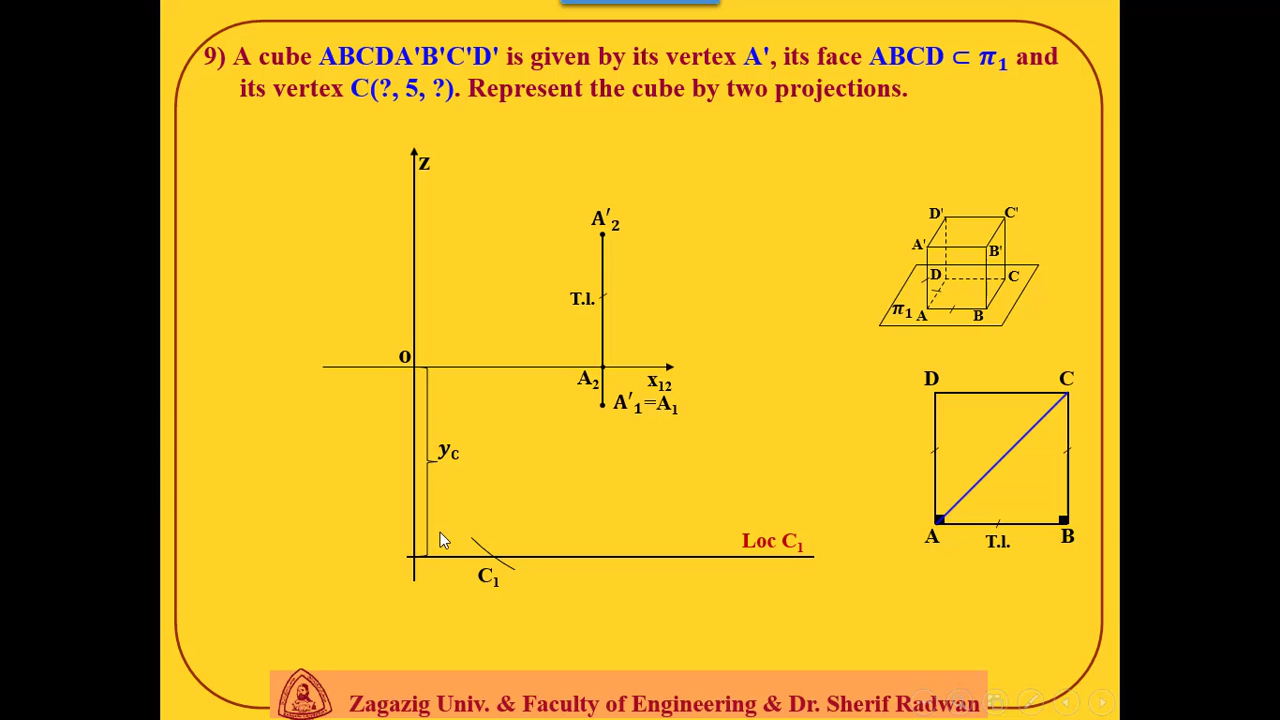 9) A cube ABCDA'B'C'D' is given by its vertex A', its face ABCD ⊂ π₁ and
its vertex C(?, 5, ?). Represent the cube by two projections.
z
A′₂
T.l.
O
A₂
x₁₂
A′₁=A₁
y_C
Loc C₁
C₁
D'
C'
A'
B'
D
C
π₁
A
B
D
C
A
T.l.
B
Zagazig Univ. & Faculty of Engineering & Dr. Sherif Radwan